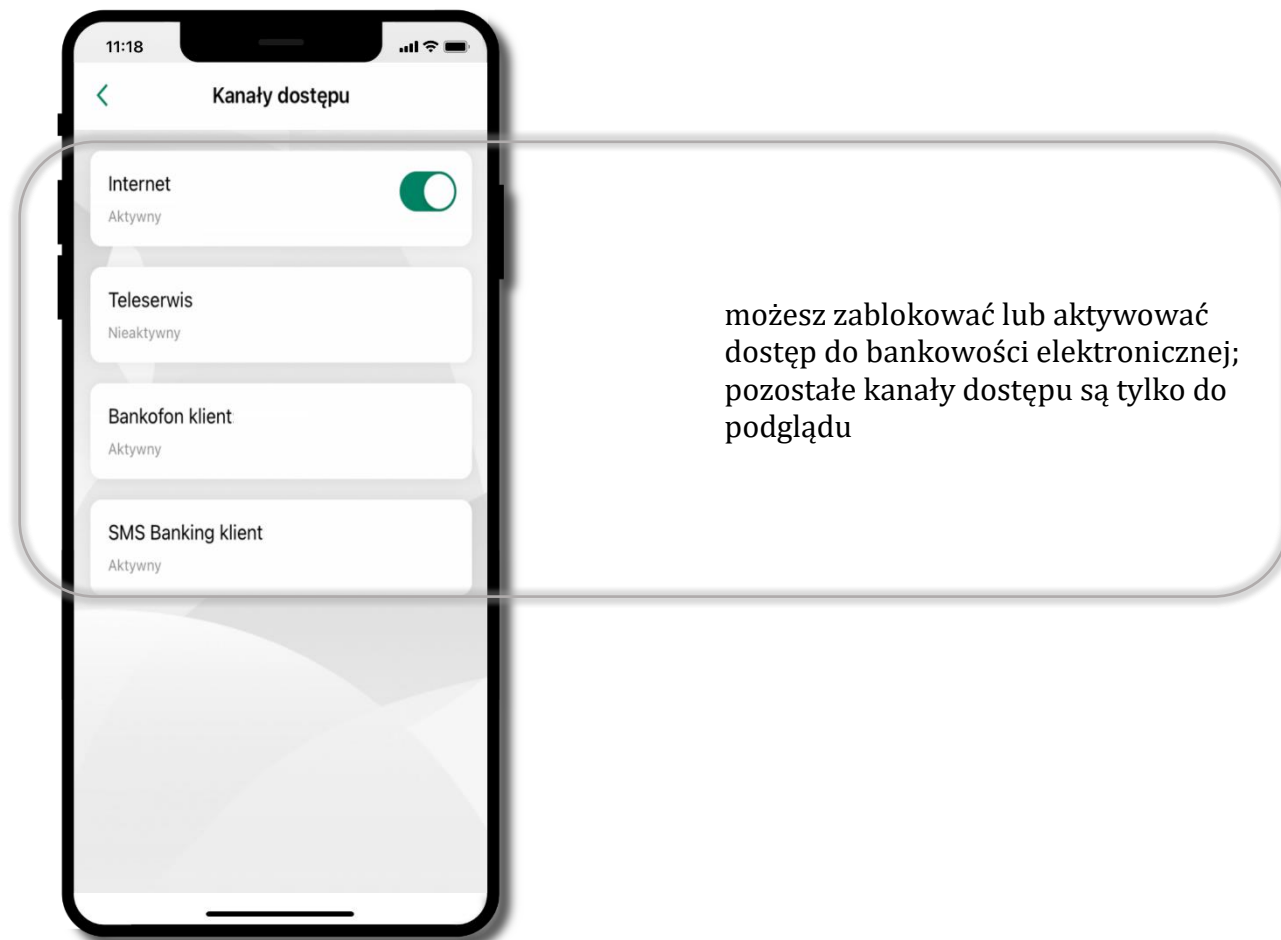 11:18
Kanały dostępu
Internet
Aktywny
Teleserwis
Nieaktywny
Bankofon klient
Aktywny
SMS Banking klient
Aktywny
możesz zablokować lub aktywować
dostęp do bankowości elektronicznej;
pozostałe kanały dostępu są tylko do
podglądu